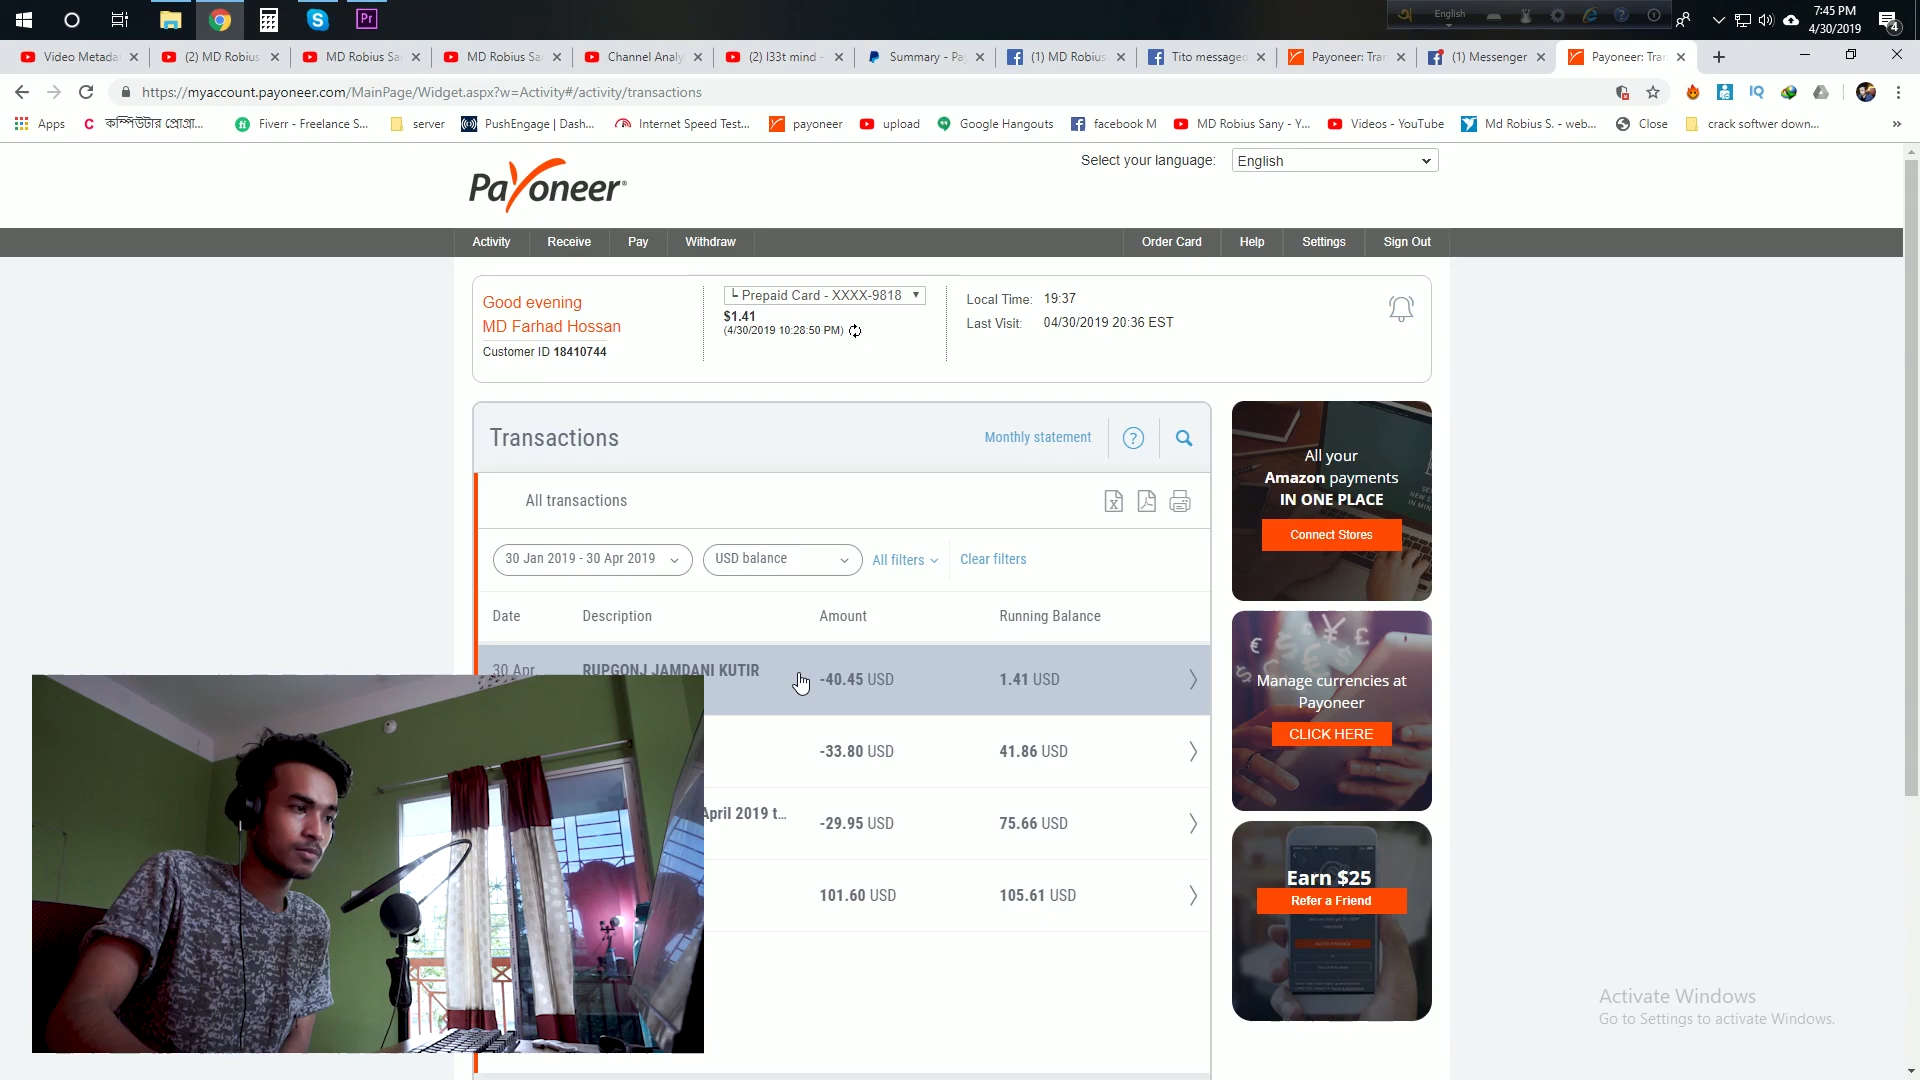 Pr
English
7:45 PM
4/30/2019
4
Video Metada
(2) MD Robius
MD Robius Sa
MD Robius Sa
Channel Analy
(2) l33t mind -
Summary - Pa
(1) MD Robius
Tito messaged
Payoneer: Tran
(1) Messenger
Payoneer: Tran
https://myaccount.payoneer.com/MainPage/Widget.aspx?w=Activity#/activity/transactions
IQ
Apps
কম্পিউটার প্রোগ্রা...
Fiverr - Freelance S...
server
PushEngage | Dash...
Internet Speed Test...
payoneer
upload
Google Hangouts
facebook M
MD Robius Sany - Y...
Videos - YouTube
Md Robius S. - web...
Close
crack softwer down...
»
Payoneer
Select your language: English
Activity Receive Pay Withdraw Order Card Help Settings Sign Out
Good evening
MD Farhad Hossan
Customer ID 18410744
┗ Prepaid Card - XXXX-9818
$1.41
(4/30/2019 10:28:50 PM)
Local Time: 19:37
Last Visit: 04/30/2019 20:36 EST
Transactions
Monthly statement
?
All transactions
30 Jan 2019 - 30 Apr 2019
USD balance
All filters
Clear filters
Date Description Amount Running Balance
30 Apr RUPGONJ JAMDANI KUTIR -40.45 USD 1.41 USD
-33.80 USD 41.86 USD
April 2019 t... -29.95 USD 75.66 USD
101.60 USD 105.61 USD
All your
Amazon payments
IN ONE PLACE
Connect Stores
Manage currencies at
Payoneer
CLICK HERE
Earn $25
Refer a Friend
Activate Windows
Go to Settings to activate Windows.